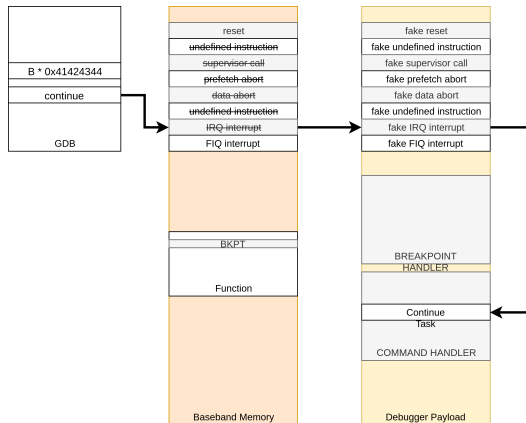 B * 0x41424344
continue
GDB
reset
undefined instruction
supervisor call
prefetch abort
data abort
undefined instruction
IRQ interrupt
FIQ interrupt
BKPT
Function
Baseband Memory
fake reset
fake undefined instruction
fake supervisor call
fake prefetch abort
fake data abort
fake undefined instruction
fake IRQ interrupt
fake FIQ interrupt
BREAKPOINT
HANDLER
Continue
Task
COMMAND HANDLER
Debugger Payload